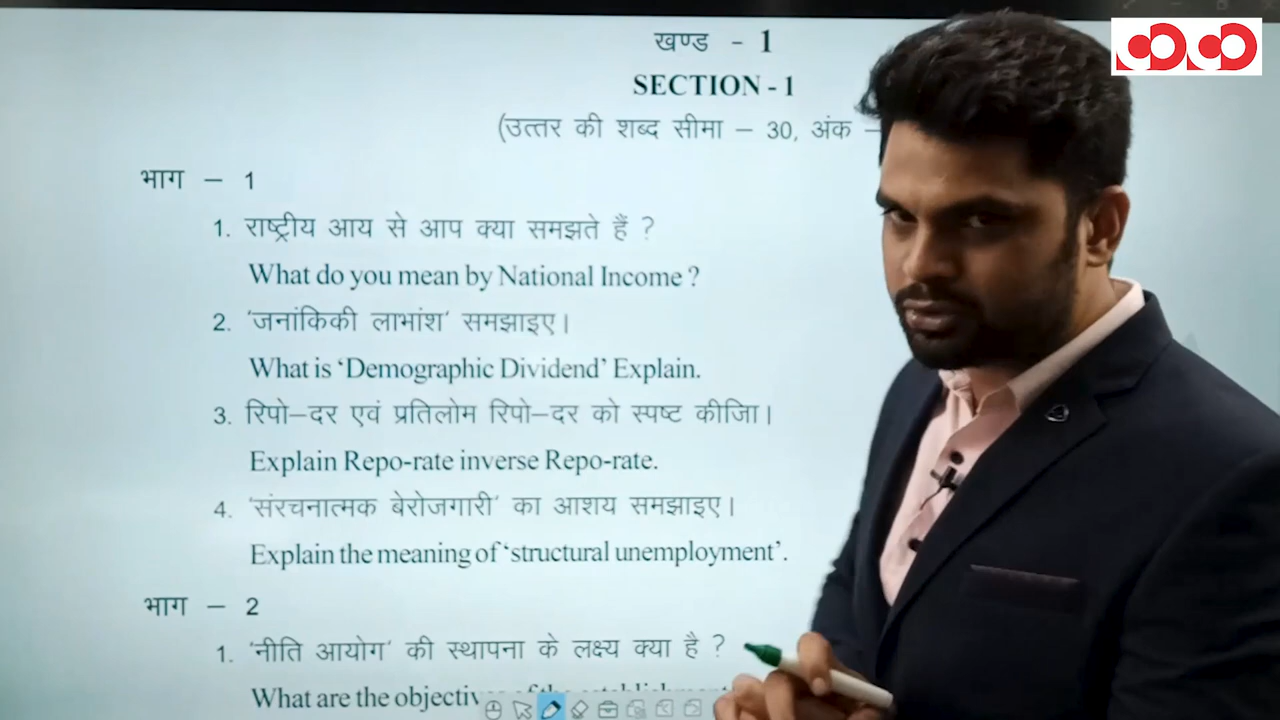 खण्ड - 1
SECTION - 1
(उत्तर की शब्द सीमा – 30, अंक –
भाग – 1
1. राष्ट्रीय आय से आप क्या समझते हैं ?
What do you mean by National Income ?
2. 'जनांकिकी लाभांश' समझाइए।
What is ‘Demographic Dividend’ Explain.
3. रिपो–दर एवं प्रतिलोम रिपो–दर को स्पष्ट कीजिा।
Explain Repo-rate inverse Repo-rate.
4. 'संरचनात्मक बेरोजगारी' का आशय समझाइए।
Explain the meaning of ‘structural unemployment’.
भाग – 2
1. 'नीति आयोग' की स्थापना के लक्ष्य क्या है ?
What are the